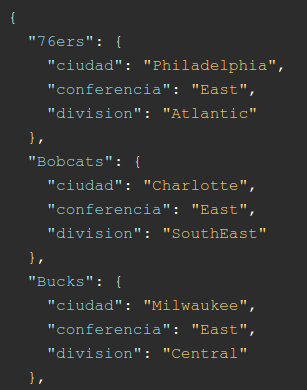 {
  "76ers": {
    "ciudad": "Philadelphia",
    "conferencia": "East",
    "division": "Atlantic"
  },
  "Bobcats": {
    "ciudad": "Charlotte",
    "conferencia": "East",
    "division": "SouthEast"
  },
  "Bucks": {
    "ciudad": "Milwaukee",
    "conferencia": "East",
    "division": "Central"
  },